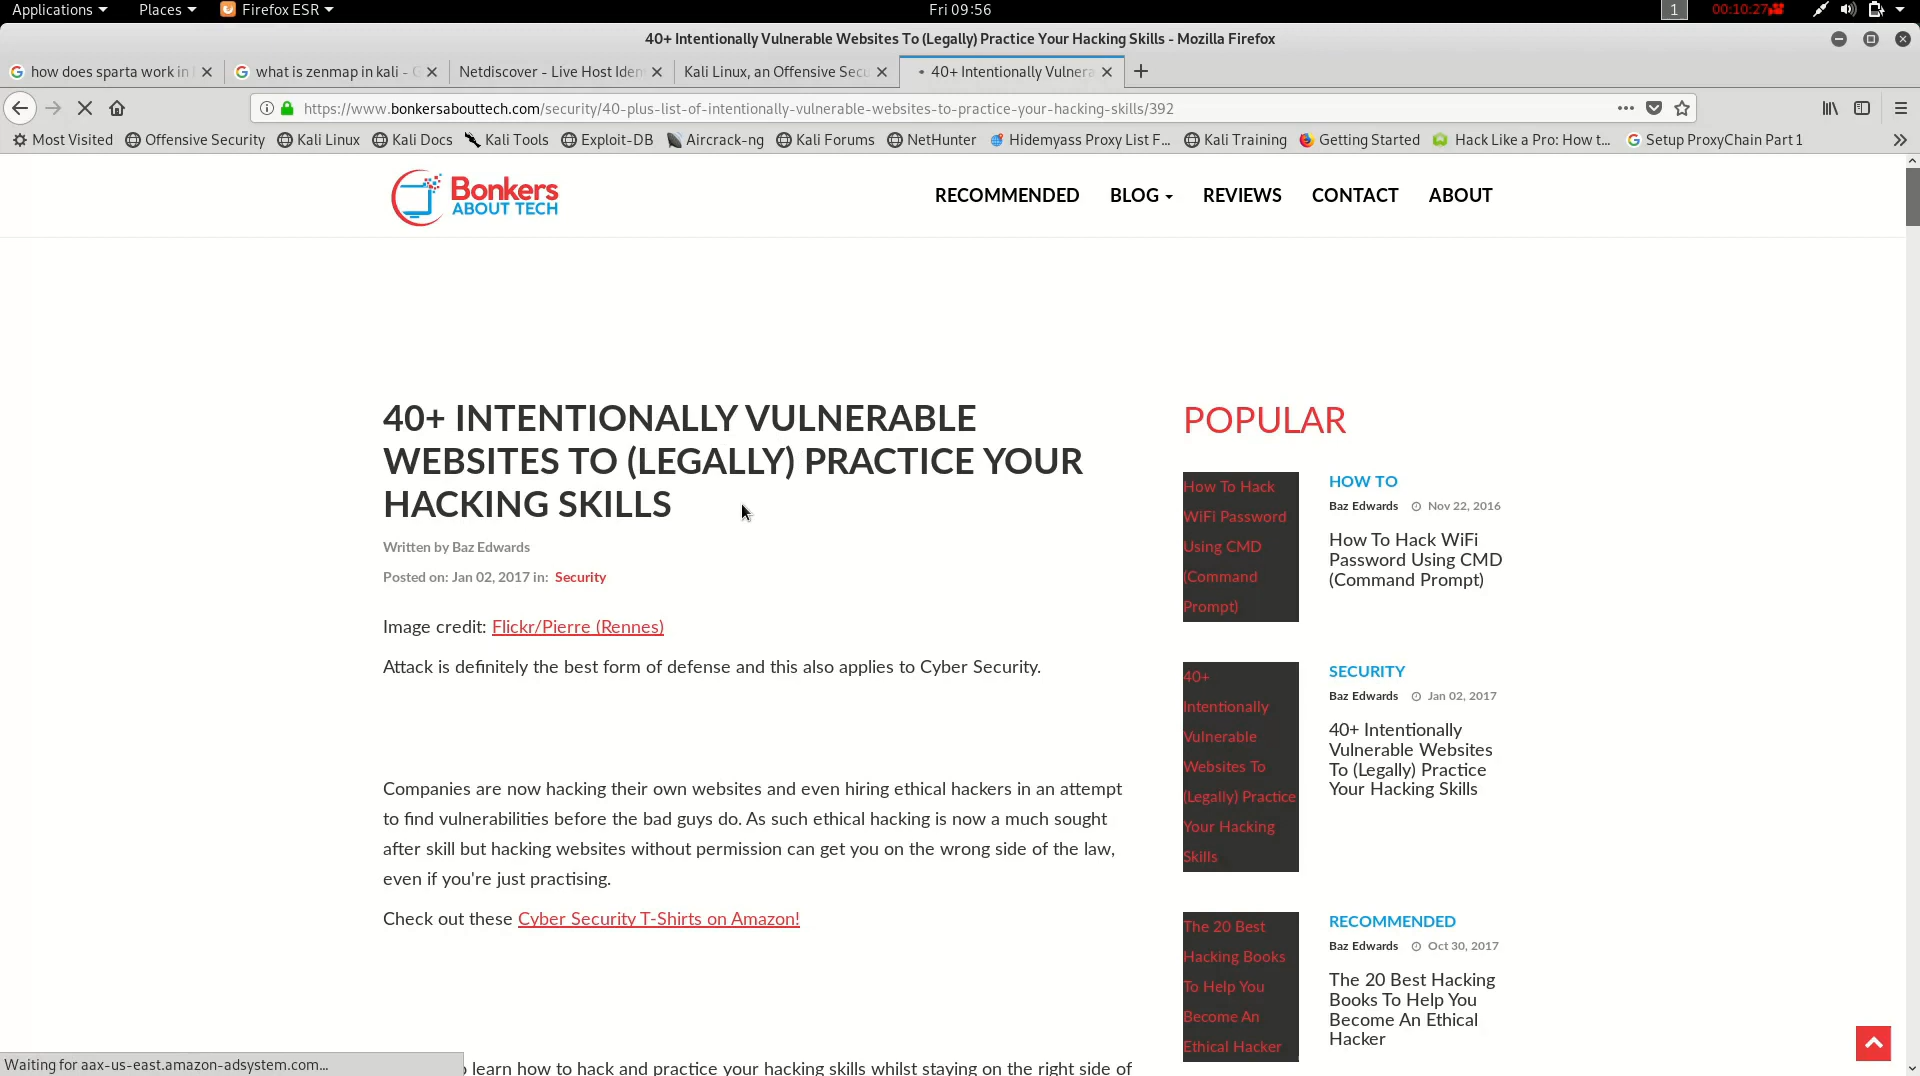 Applications Places Firefox ESR Fri 09:56 1 00:10:27
40+ Intentionally Vulnerable Websites To (Legally) Practice Your Hacking Skills - Mozilla Firefox
how does sparta work in what is zenmap in kali - G Netdiscover - Live Host Iden Kali Linux, an Offensive Secu 40+ Intentionally Vulnera
https://www.bonkersabouttech.com/security/40-plus-list-of-intentionally-vulnerable-websites-to-practice-your-hacking-skills/392
Most Visited Offensive Security Kali Linux Kali Docs Kali Tools Exploit-DB Aircrack-ng Kali Forums NetHunter Hidemyass Proxy List F... Kali Training Getting Started Hack Like a Pro: How t... Setup ProxyChain Part 1
Bonkers
ABOUT TECH
RECOMMENDED BLOG REVIEWS CONTACT ABOUT
40+ INTENTIONALLY VULNERABLE
WEBSITES TO (LEGALLY) PRACTICE YOUR
HACKING SKILLS
Written by Baz Edwards
Posted on: Jan 02, 2017 in: Security
Image credit: Flickr/Pierre (Rennes)
Attack is definitely the best form of defense and this also applies to Cyber Security.
Companies are now hacking their own websites and even hiring ethical hackers in an attempt
to find vulnerabilities before the bad guys do. As such ethical hacking is now a much sought
after skill but hacking websites without permission can get you on the wrong side of the law,
even if you're just practising.
Check out these Cyber Security T-Shirts on Amazon!
learn how to hack and practice your hacking skills whilst staying on the right side of
POPULAR
How To Hack
WiFi Password
Using CMD
(Command
Prompt)
HOW TO
Baz Edwards Nov 22, 2016
How To Hack WiFi
Password Using CMD
(Command Prompt)
40+
Intentionally
Vulnerable
Websites To
(Legally) Practice
Your Hacking
Skills
SECURITY
Baz Edwards Jan 02, 2017
40+ Intentionally
Vulnerable Websites
To (Legally) Practice
Your Hacking Skills
The 20 Best
Hacking Books
To Help You
Become An
Ethical Hacker
RECOMMENDED
Baz Edwards Oct 30, 2017
The 20 Best Hacking
Books To Help You
Become An Ethical
Hacker
Waiting for aax-us-east.amazon-adsystem.com...